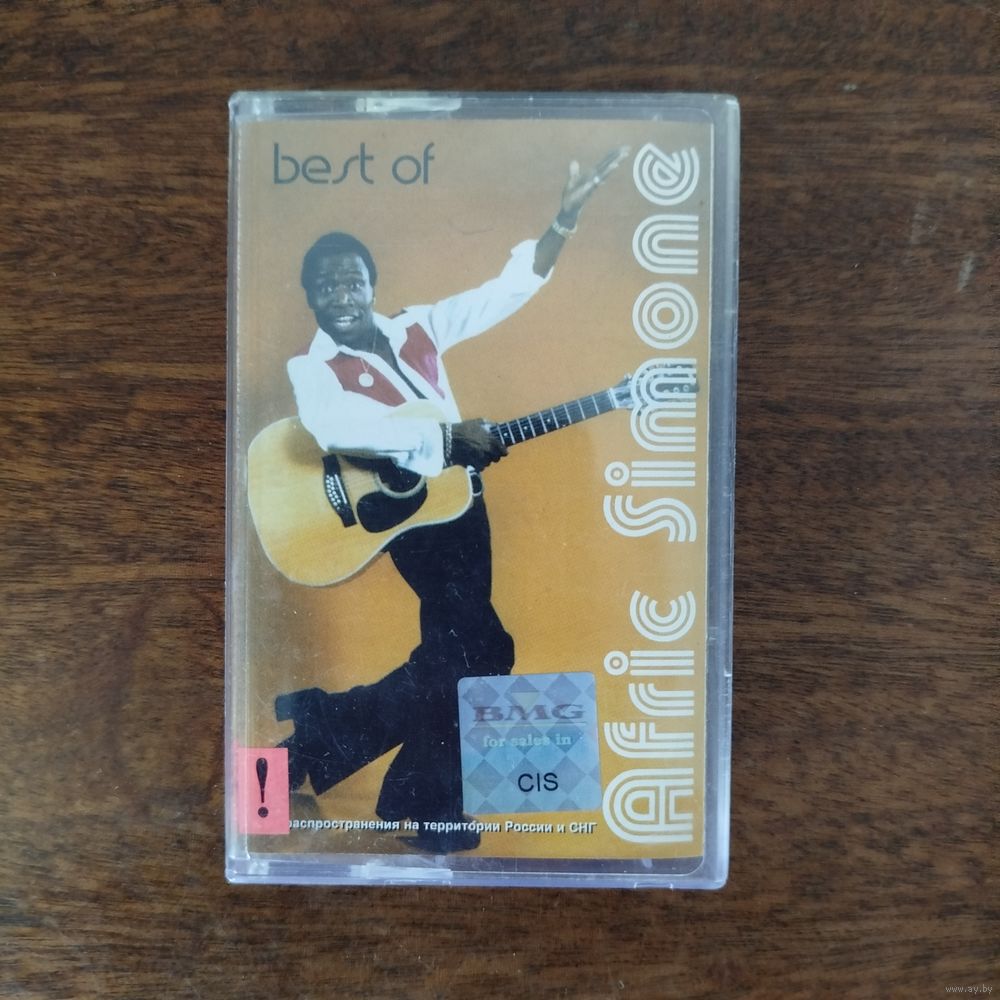 best of
Afric Simone
BMG
for sales in
CIS
!
распространения на территории России и СНГ
www.ay.by